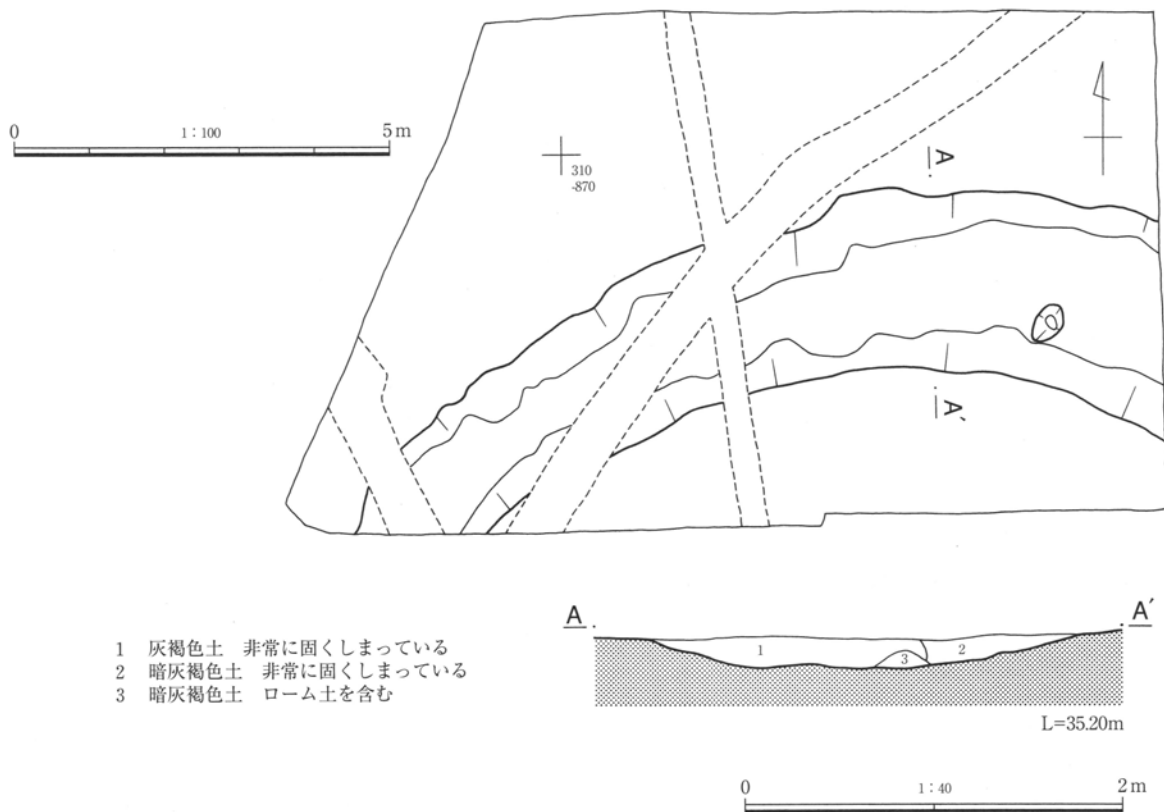 0 1：100 5m
310
-870
A
A′
1 灰褐色土 非常に固くしまっている
2 暗灰褐色土 非常に固くしまっている
3 暗灰褐色土 ローム土を含む
A A′
1 3 2
L=35.20m
0 1：40 2m